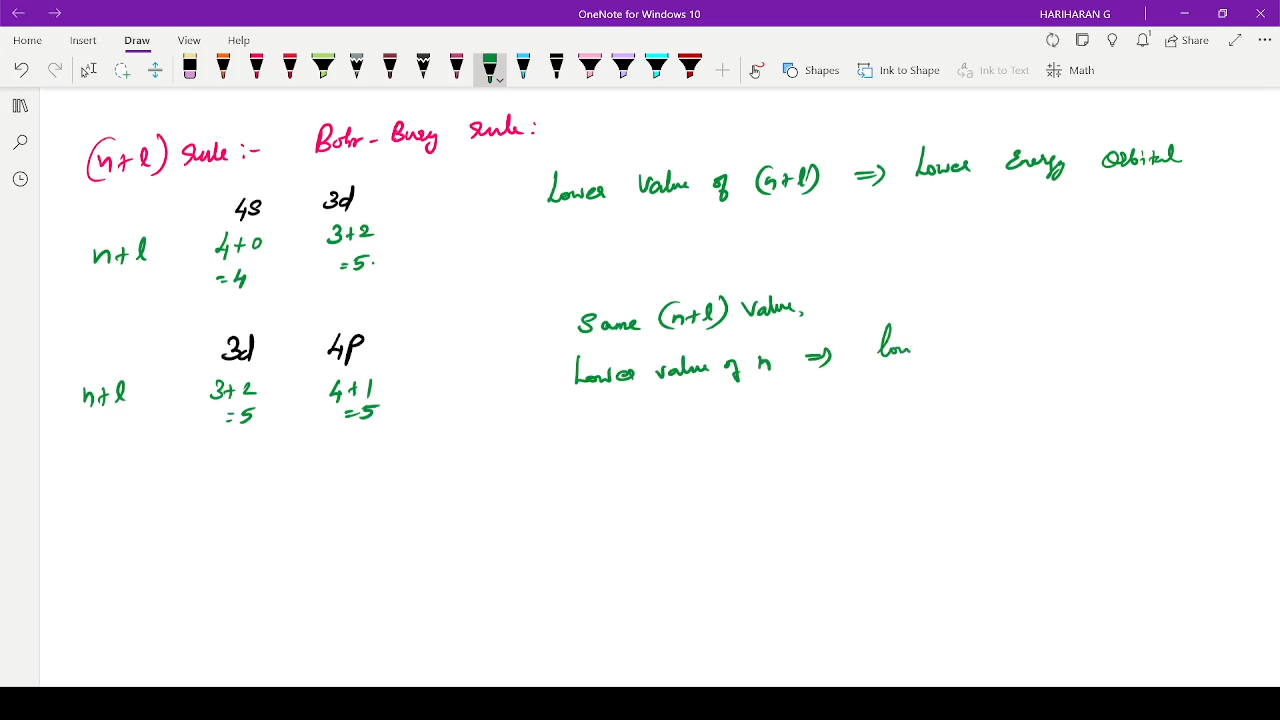 OneNote for Windows 10
HARIHARAN G
Home Insert Draw View Help
Share
Shapes Ink to Shape Ink to Text Math
(n+l) rule :- Bohr - Bury rule :
4s 3d
n+l 4+0 3+2
=4 =5.
Lower value of (n+l) ⇒ Lower Energy Orbital
3d 4p
n+l 3+2 4+1
=5 =5
Same (n+l) value,
Lower value of n ⇒ low